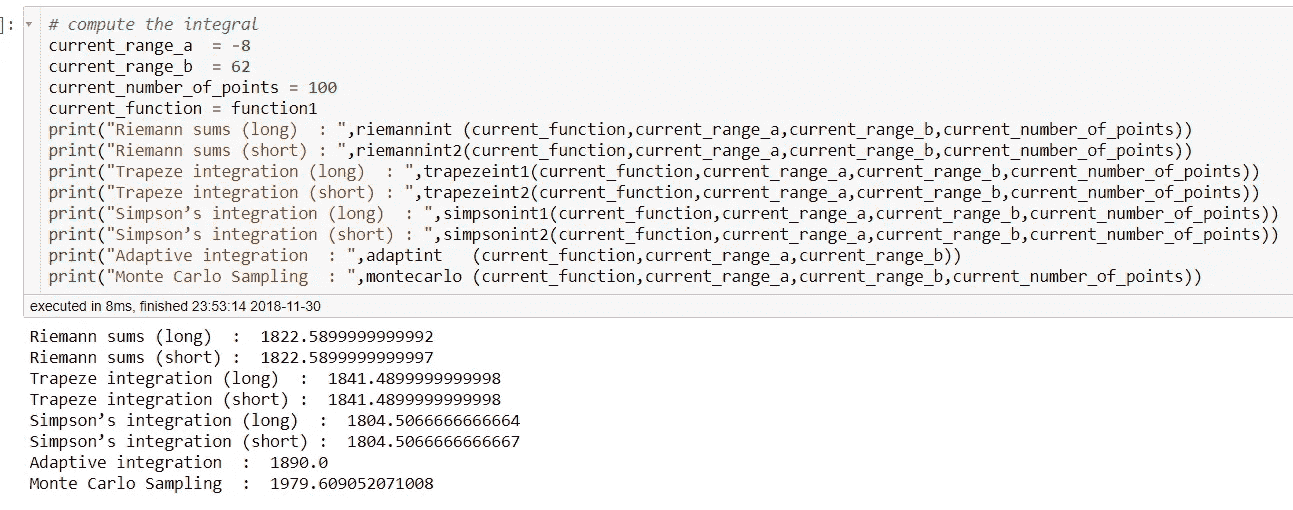 ]: # compute the integral
current_range_a = -8
current_range_b = 62
current_number_of_points = 100
current_function = function1
print("Riemann sums (long)  : ",riemannint (current_function,current_range_a,current_range_b,current_number_of_points))
print("Riemann sums (short) : ",riemannint2(current_function,current_range_a,current_range_b,current_number_of_points))
print("Trapeze integration (long)  : ",trapezeint1(current_function,current_range_a,current_range_b,current_number_of_points))
print("Trapeze integration (short) : ",trapezeint2(current_function,current_range_a,current_range_b,current_number_of_points))
print("Simpson’s integration (long)  : ",simpsonint1(current_function,current_range_a,current_range_b,current_number_of_points))
print("Simpson’s integration (short) : ",simpsonint2(current_function,current_range_a,current_range_b,current_number_of_points))
print("Adaptive integration  : ",adaptint   (current_function,current_range_a,current_range_b))
print("Monte Carlo Sampling  : ",montecarlo (current_function,current_range_a,current_range_b,current_number_of_points))
executed in 8ms, finished 23:53:14 2018-11-30
Riemann sums (long)  :  1822.5899999999992
Riemann sums (short) :  1822.5899999999997
Trapeze integration (long)  :  1841.4899999999998
Trapeze integration (short) :  1841.4899999999998
Simpson’s integration (long)  :  1804.5066666666664
Simpson’s integration (short) :  1804.5066666666667
Adaptive integration  :  1890.0
Monte Carlo Sampling  :  1979.609052071008